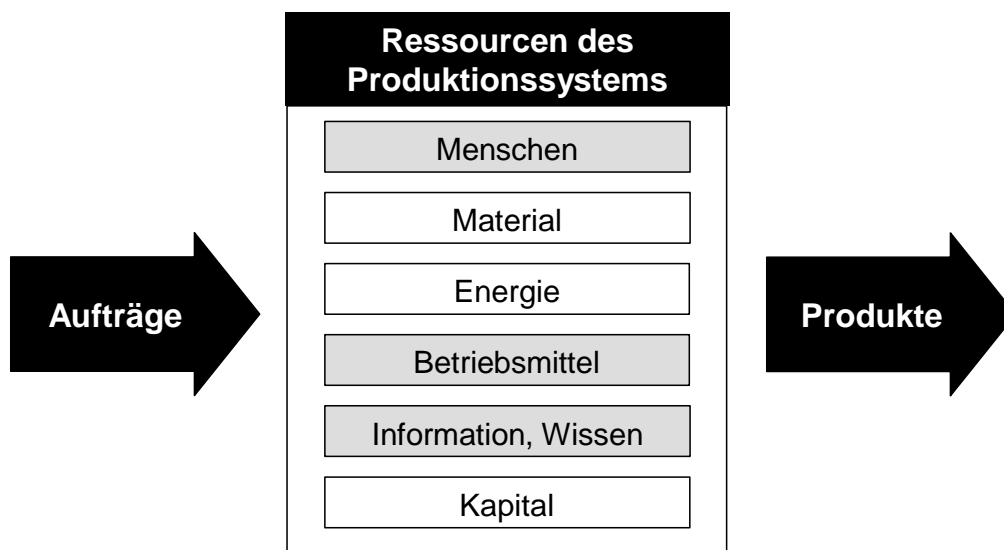 Ressourcen des
Produktionssystems
Menschen
Material
Energie
Aufträge
Produkte
Betriebsmittel
Information, Wissen
Kapital